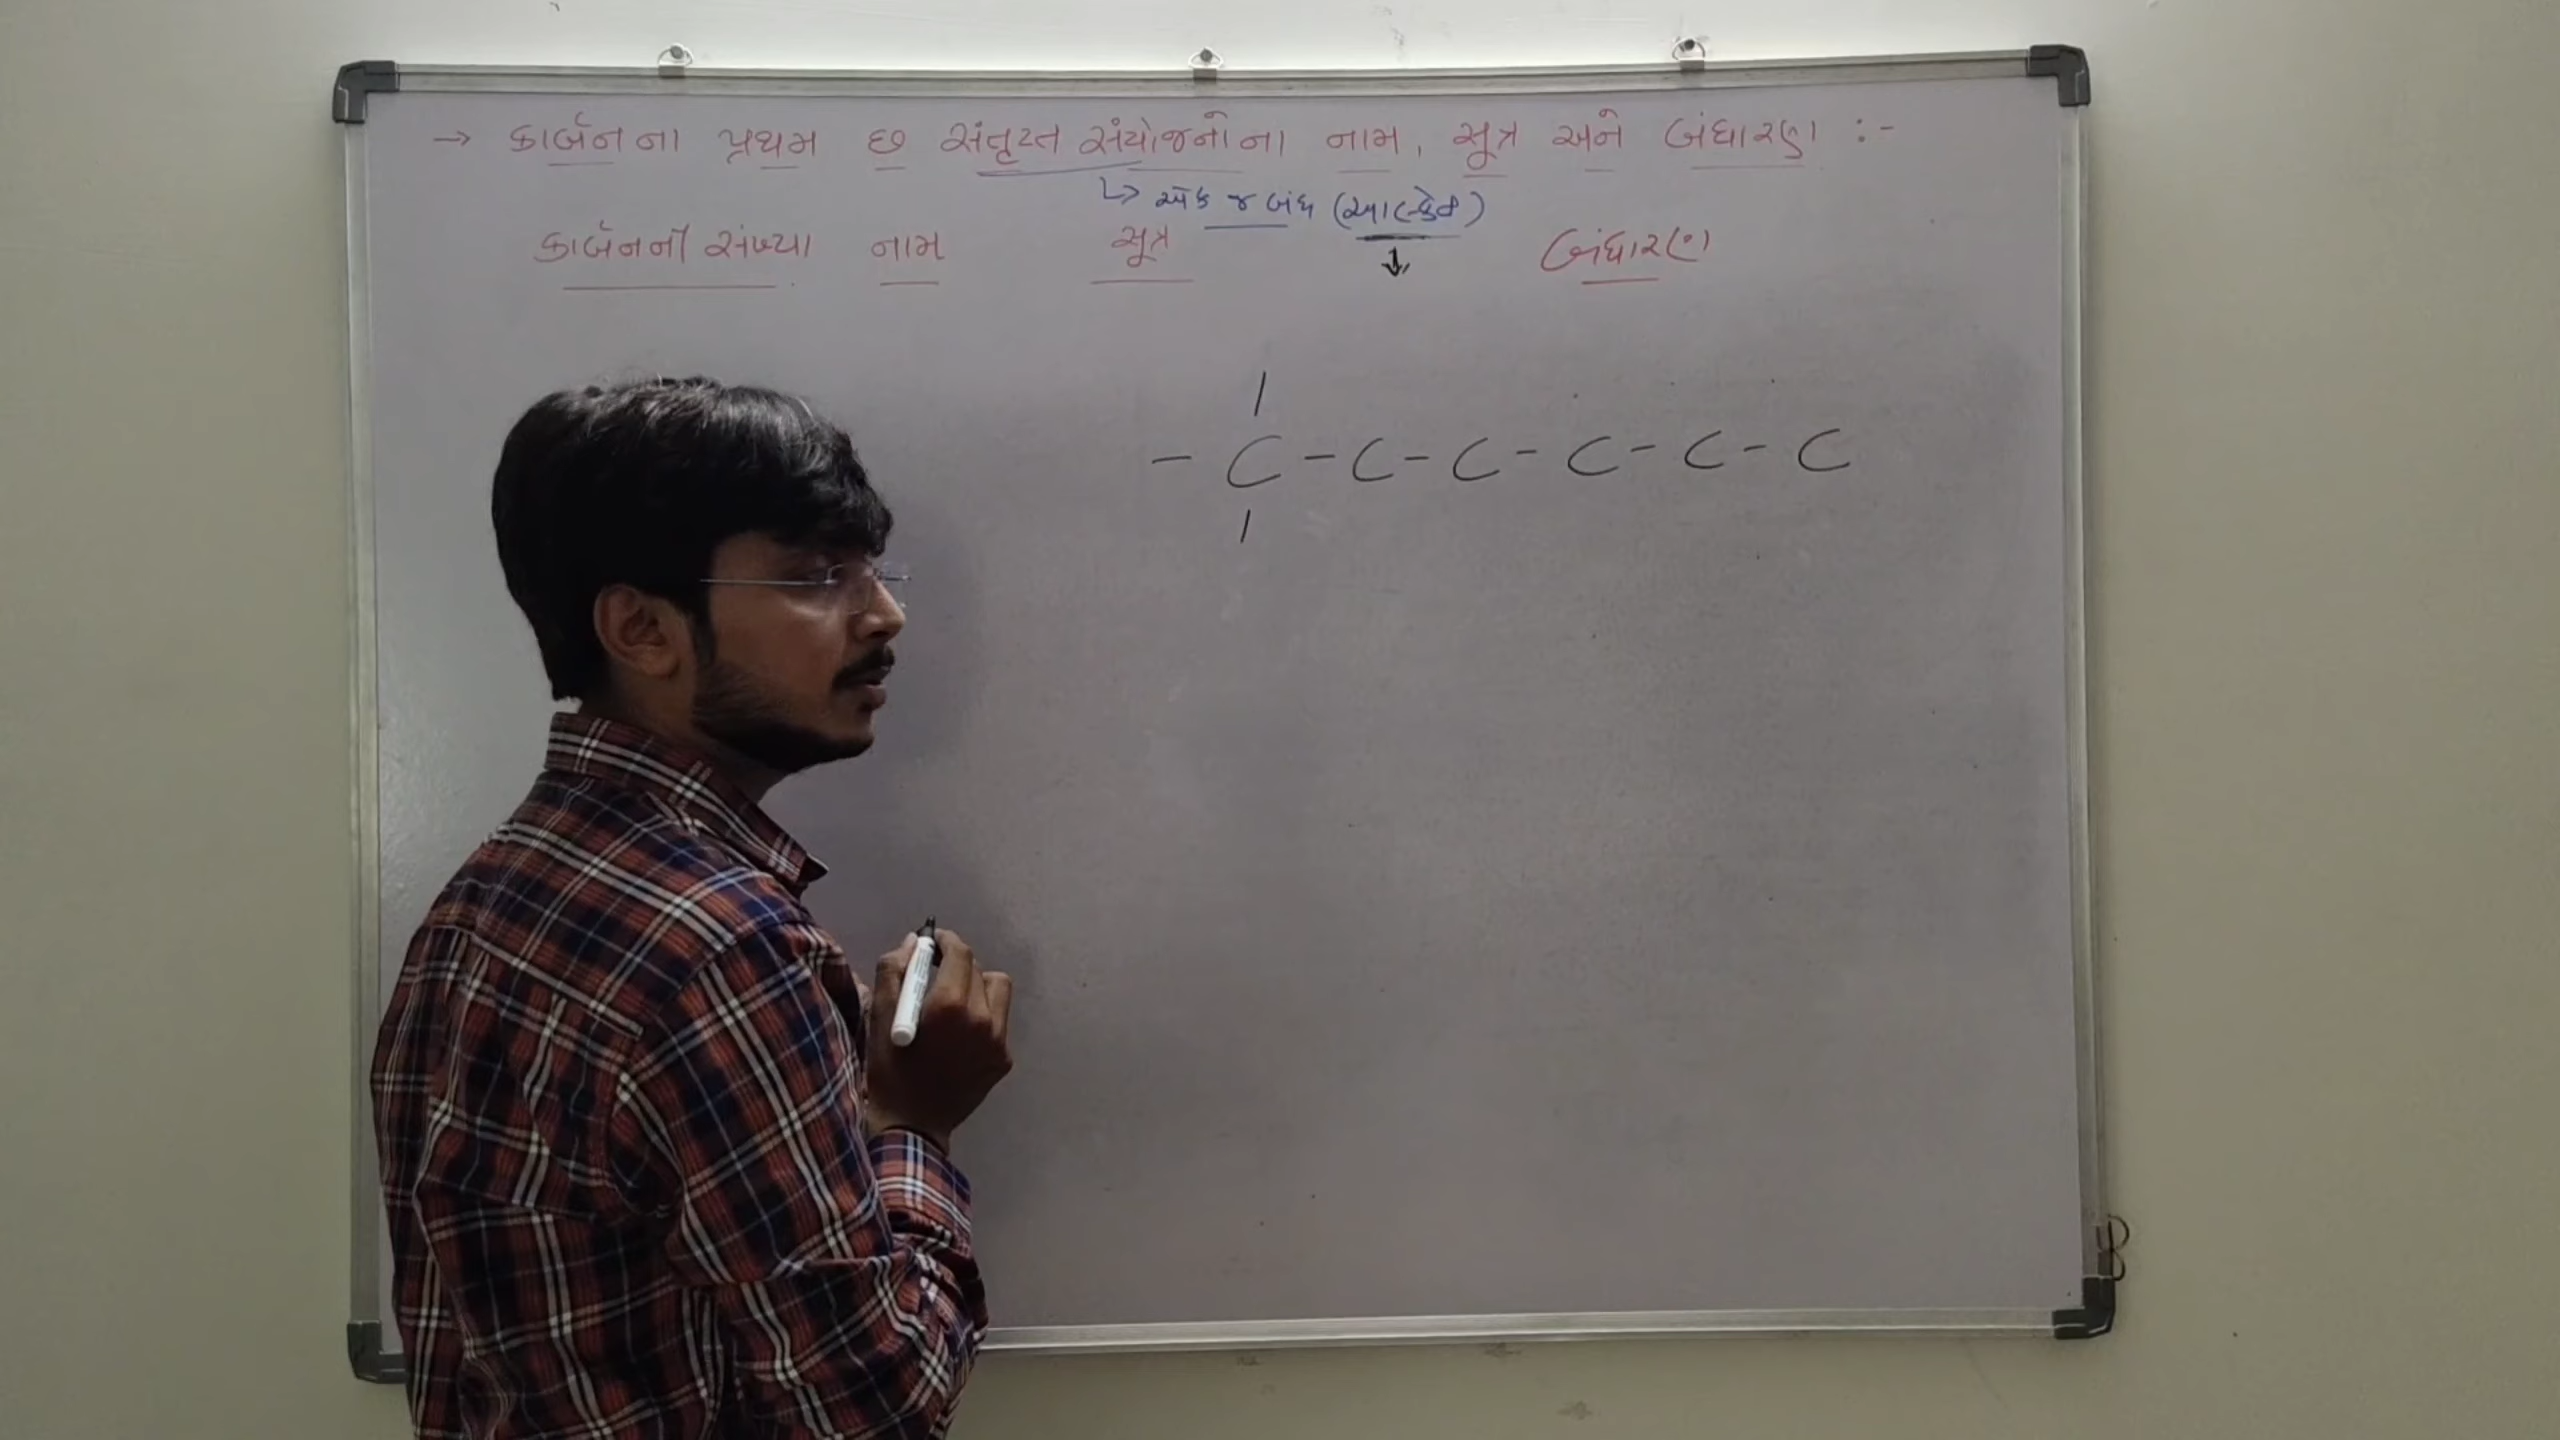 → કાર્બનના પ્રથમ છ સંતૃપ્ત સંયોજનોના નામ, સૂત્ર અને બંધારણ :-
↳ એક જ બંધ (આલ્કેન)
કાર્બનની સંખ્યા નામ સૂત્ર ↓ બંધારણ
- C - C - C - C - C - C